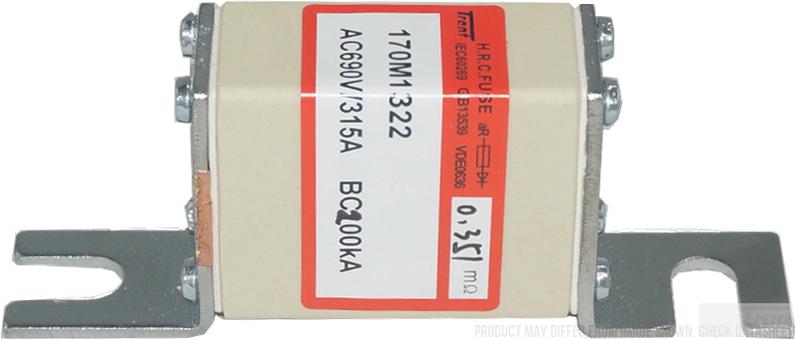 Trent
H.R.C.FUSE aR
IEC60269 GB13539 VDE0636
0.351 mΩ
170M1322
AC690V/315A BC200kA
PRODUCT MAY DIFFER FROM IMAGE SHOWN. CHECK DATASHEET